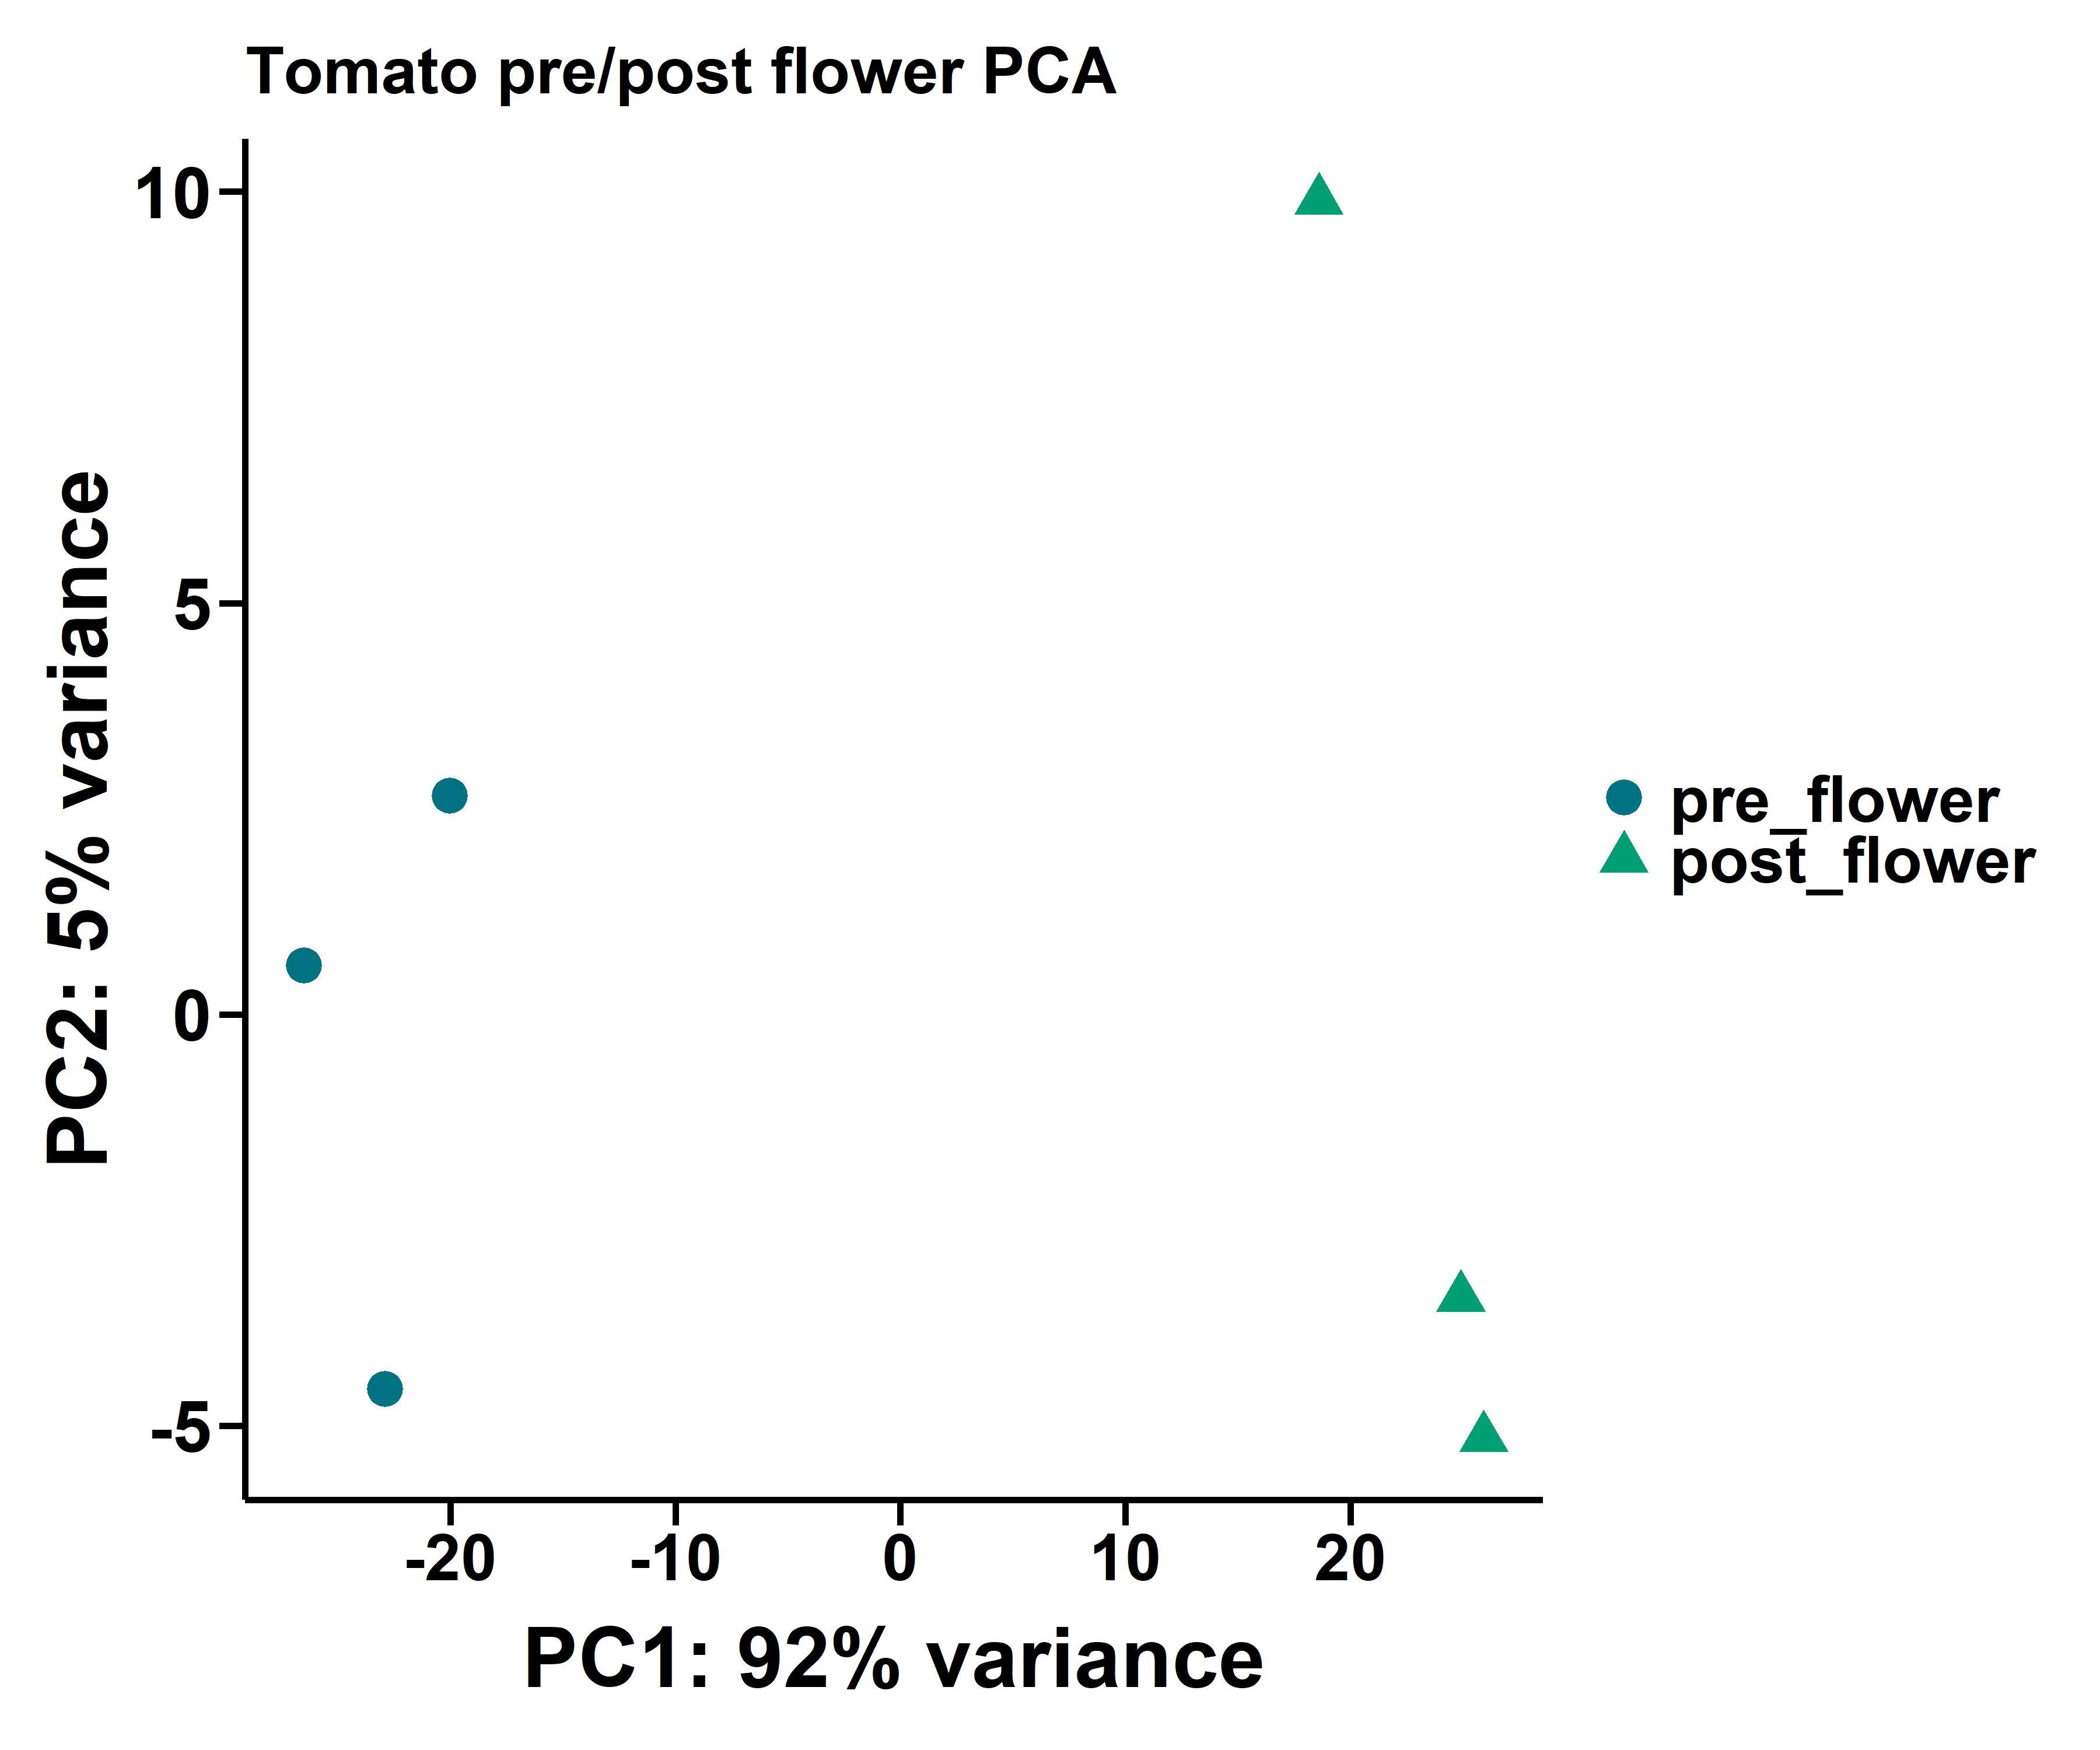 Tomato pre/post flower PCA
10
5
0
-5
PC2: 5% variance
-20 -10 0 10 20
PC1: 92% variance
pre_flower
post_flower